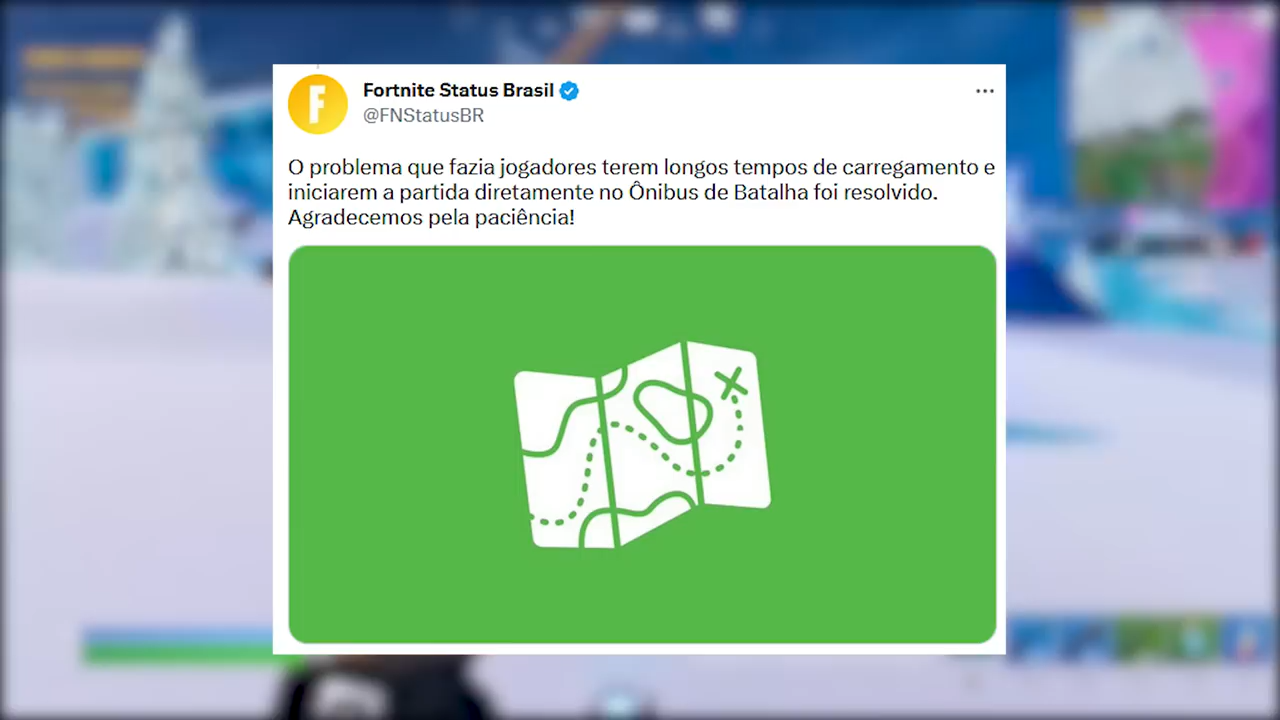 Fortnite Status Brasil
@FNStatusBR
O problema que fazia jogadores terem longos tempos de carregamento e
iniciarem a partida diretamente no Ônibus de Batalha foi resolvido.
Agradecemos pela paciência!